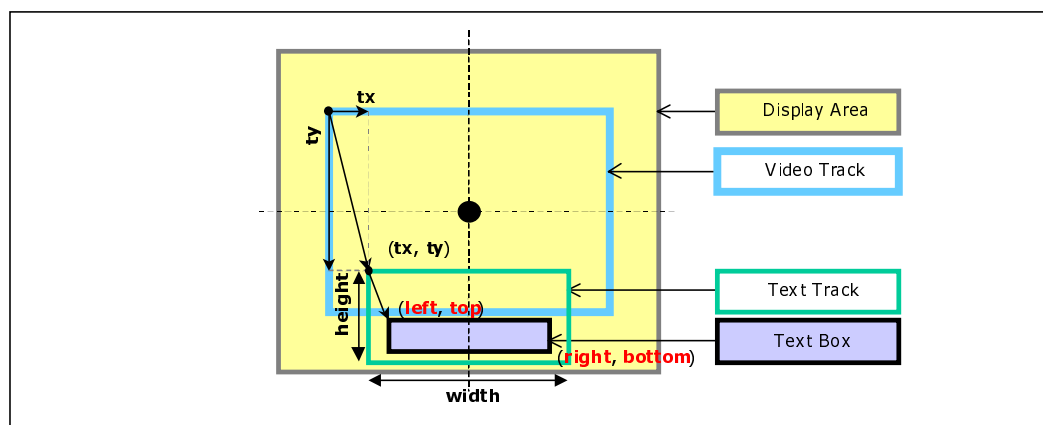 tx
ty
Display Area
Video Track
(tx, ty)
height
Text Track
(left, top)
Text Box
(right, bottom)
width